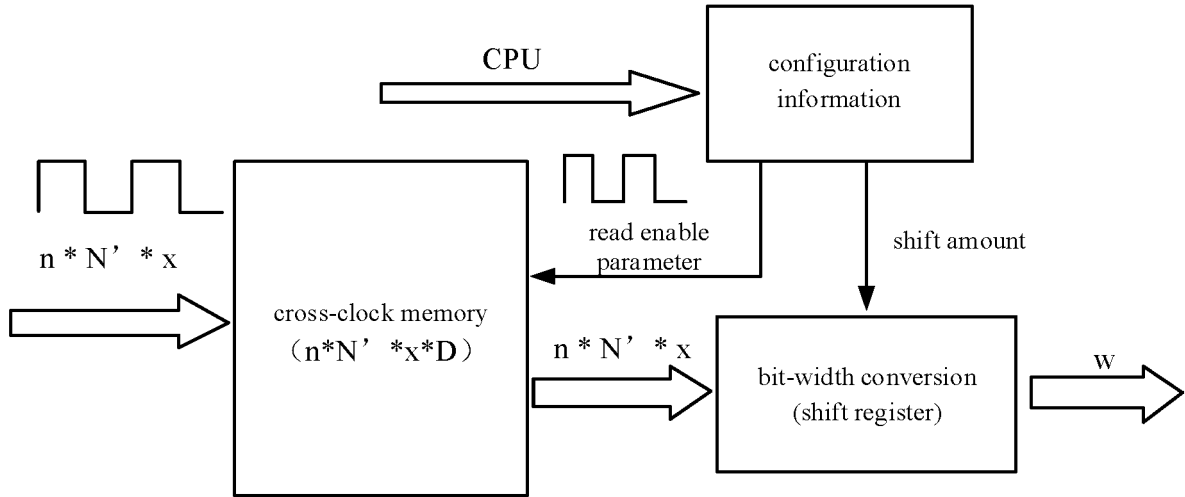 CPU
configuration
information
n * N’ * x
read enable
parameter
shift amount
cross-clock memory
（n*N’ *x*D）
n * N’ * x
bit-width conversion
(shift register)
w